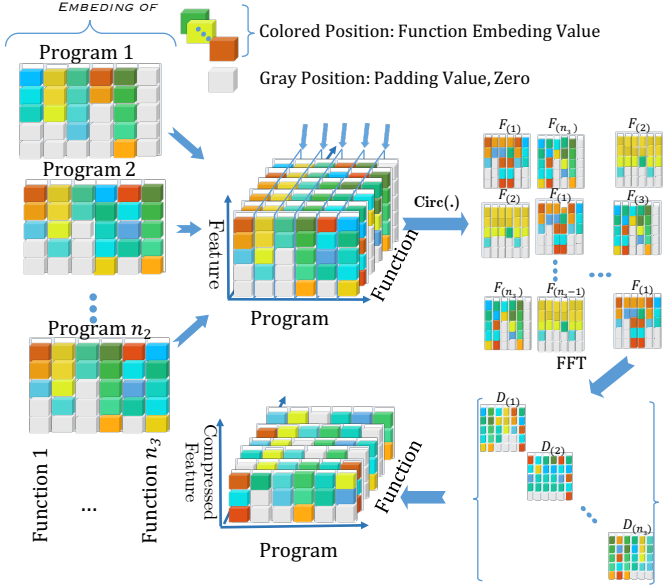 EMBEDING OF
Program 1
Colored Position: Function Embeding Value
Gray Position: Padding Value, Zero
Program 2
Program n₂
Function 1
...
Function n₃
Feature
Program
Function
Circ(.)
F₍₁₎
F₍ₙ₃₎
F₍₂₎
F₍₂₎
F₍₁₎
F₍₃₎
F₍ₙ₃₎
F₍ₙ₃₋₁₎
F₍₁₎
FFT
D₍₁₎
D₍₂₎
D₍ₙ₃₎
Compressed
Feature
Program
Function